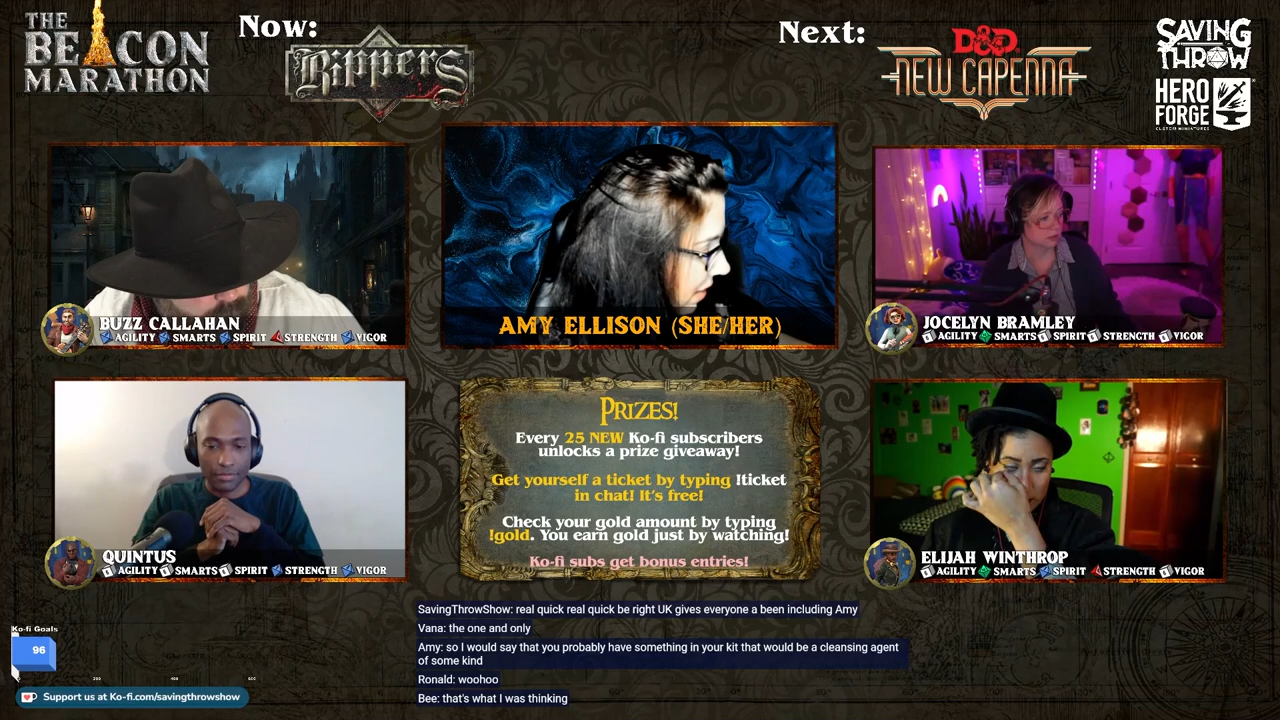 THE
BEACON
MARATHON
Now:
Rippers
Next:
D&D
NEW CAPENNA
SAVING
THROW
HERO
FORGE
CUSTOM MINIATURES
BUZZ CALLAHAN
AGILITY SMARTS SPIRIT STRENGTH VIGOR
AMY ELLISON (SHE/HER)
JOCELYN BRAMLEY
AGILITY SMARTS SPIRIT STRENGTH VIGOR
QUINTUS
AGILITY SMARTS SPIRIT STRENGTH VIGOR
PRIZES!
Every 25 NEW Ko-fi subscribers
unlocks a prize giveaway!
Get yourself a ticket by typing !ticket
in chat! It's free!
Check your gold amount by typing
!gold. You earn gold just by watching!
Ko-fi subs get bonus entries!
ELIJAH WINTHROP
AGILITY SMARTS SPIRIT STRENGTH VIGOR
SavingThrowShow: real quick real quick be right UK gives everyone a been including Amy
Vana: the one and only
Amy: so I would say that you probably have something in your kit that would be a cleansing agent
of some kind
Ronald: woohoo
Bee: that's what I was thinking
Ko-fi Goals
96
Support us at Ko-fi.com/savingthrowshow